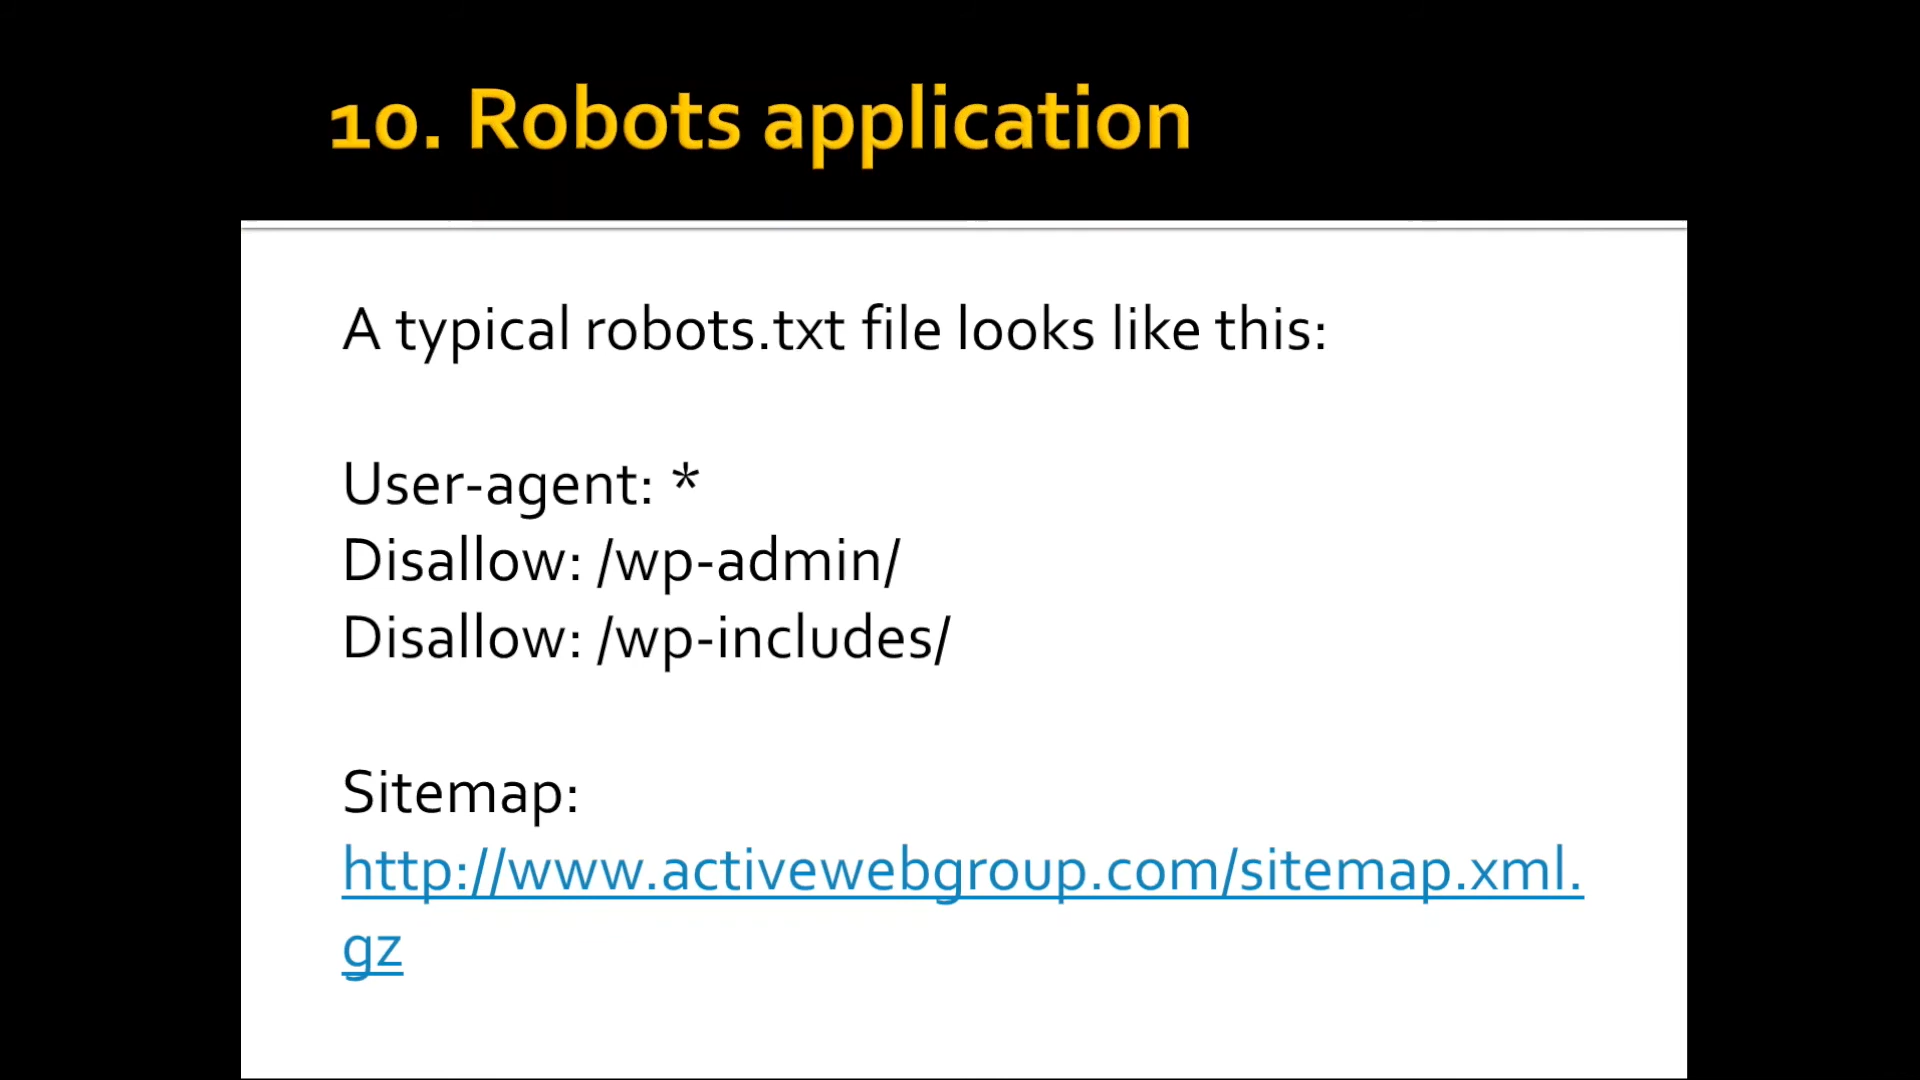 10. Robots application
A typical robots.txt file looks like this:
User-agent: *
Disallow: /wp-admin/
Disallow: /wp-includes/
Sitemap:
http://www.activewebgroup.com/sitemap.xml.
gz